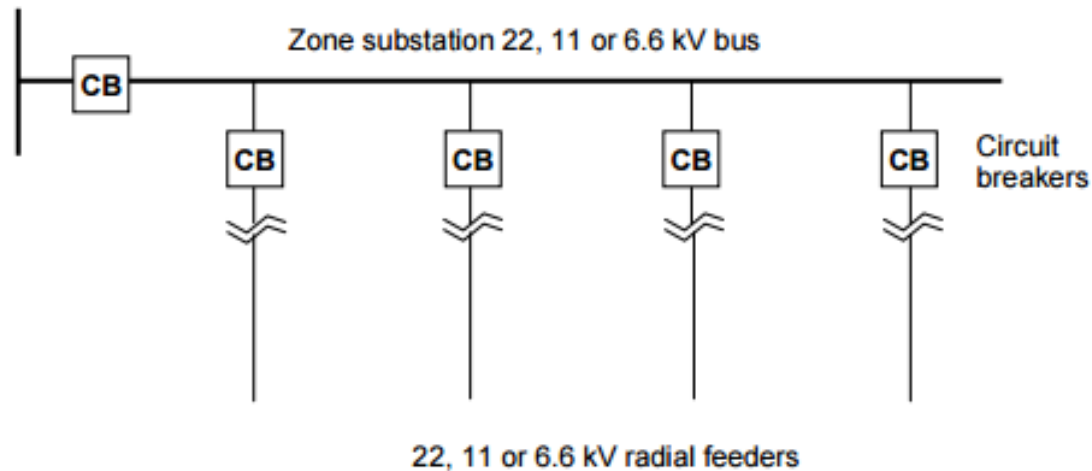 Zone substation 22, 11 or 6.6 kV bus
CB
CB
CB
CB
CB
Circuit
breakers
22, 11 or 6.6 kV radial feeders